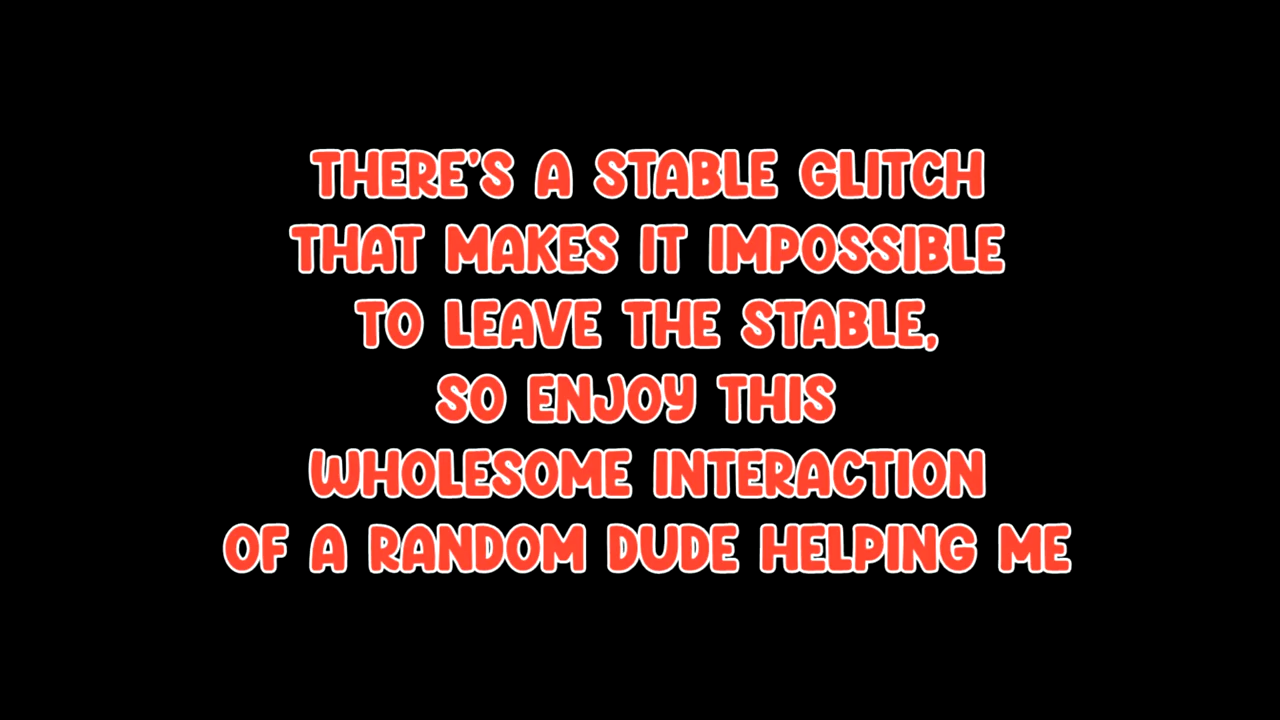 THERE'S A STABLE GLITCH
THAT MAKES IT IMPOSSIBLE
TO LEAVE THE STABLE,
SO ENJOY THIS
WHOLESOME INTERACTION
OF A RANDOM DUDE HELPING ME